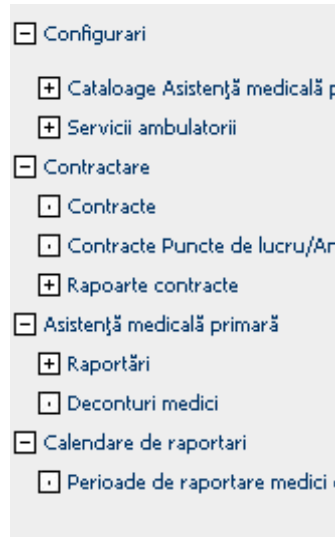 Configurari
Cataloage Asistenţă medicală
Servicii ambulatorii
Contractare
Contracte
Contracte Puncte de lucru/An
Rapoarte contracte
Asistenţă medicală primară
Raportări
Deconturi medici
Calendare de raportari
Perioade de raportare medici